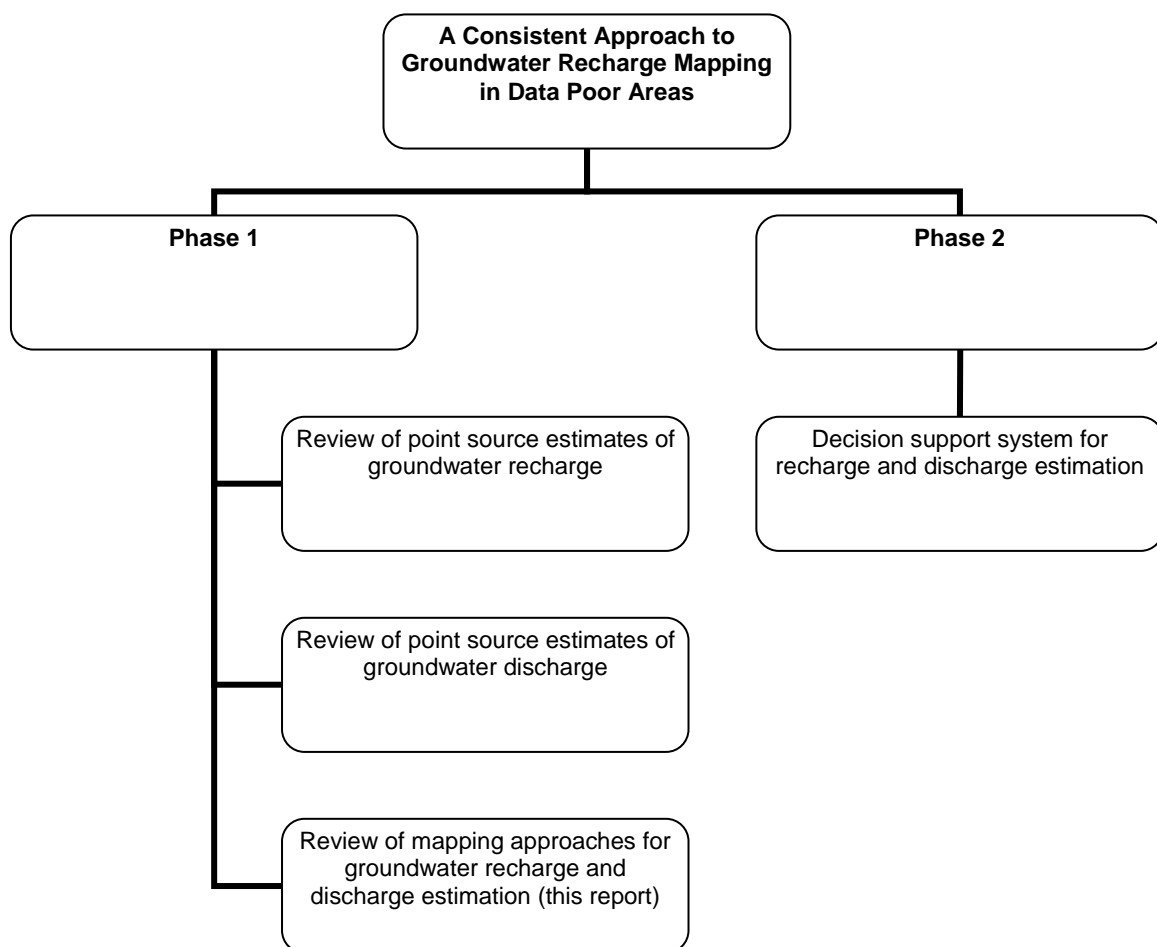 A Consistent Approach to
Groundwater Recharge Mapping
in Data Poor Areas
Phase 1
Phase 2
Review of point source estimates of
groundwater recharge
Decision support system for
recharge and discharge estimation
Review of point source estimates of
groundwater discharge
Review of mapping approaches for
groundwater recharge and
discharge estimation (this report)